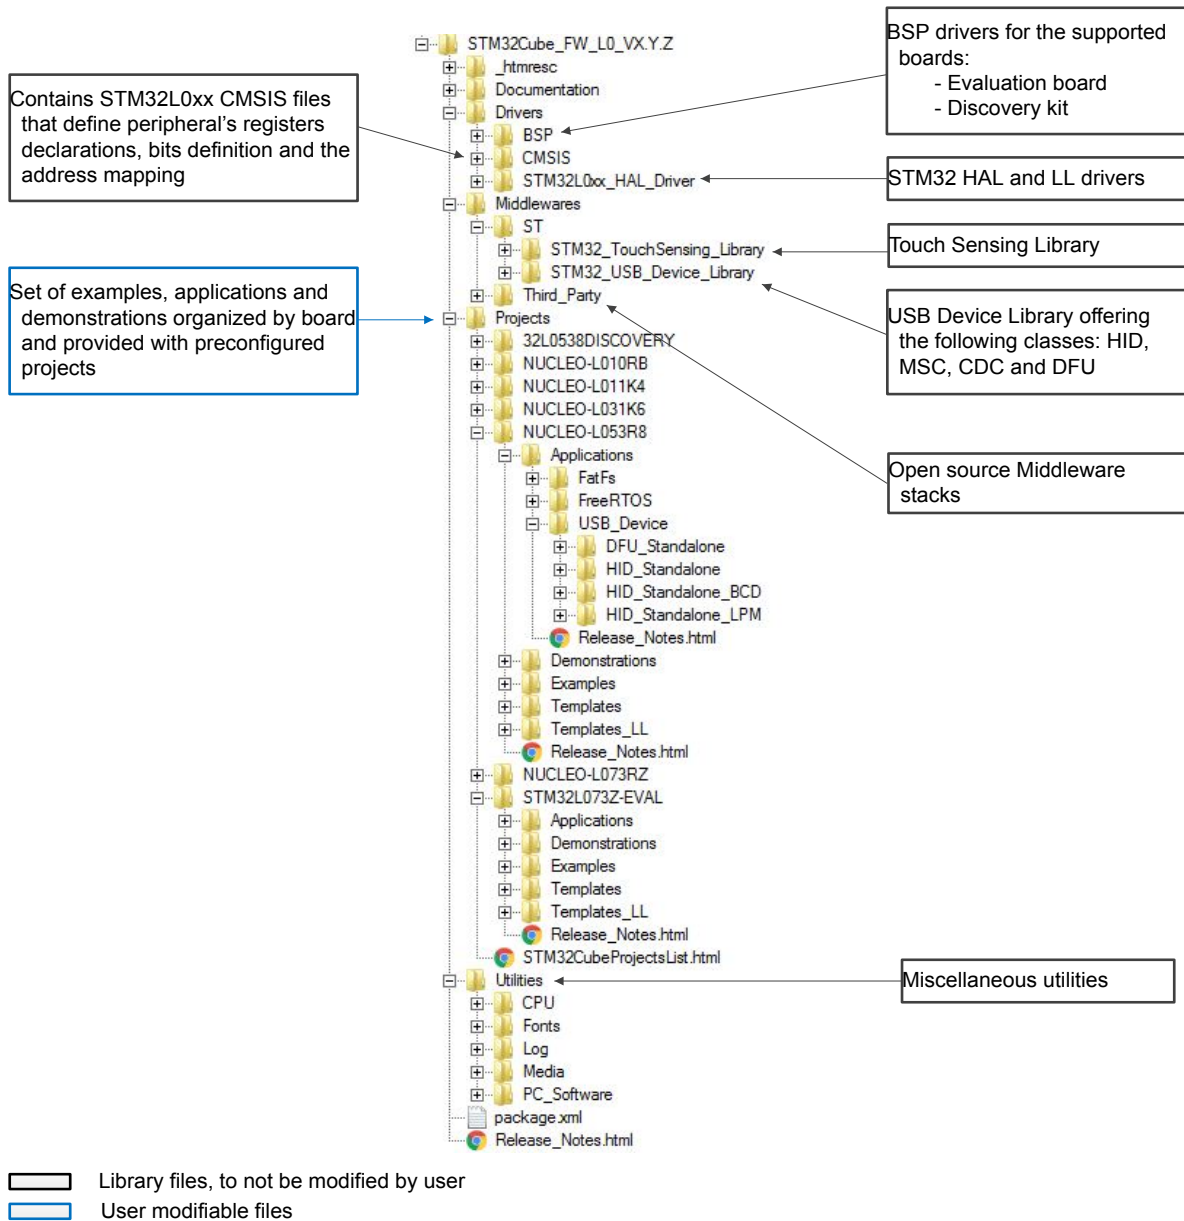 STM32Cube_FW_L0_VX.Y.Z
_htmresc
Documentation
Drivers
BSP
CMSIS
STM32L0xx_HAL_Driver
Middlewares
ST
STM32_TouchSensing_Library
STM32_USB_Device_Library
Third_Party
Projects
32L0538DISCOVERY
NUCLEO-L010RB
NUCLEO-L011K4
NUCLEO-L031K6
NUCLEO-L053R8
Applications
FatFs
FreeRTOS
USB_Device
DFU_Standalone
HID_Standalone
HID_Standalone_BCD
HID_Standalone_LPM
Release_Notes.html
Demonstrations
Examples
Templates
Templates_LL
Release_Notes.html
NUCLEO-L073RZ
STM32L073Z-EVAL
Applications
Demonstrations
Examples
Templates
Templates_LL
Release_Notes.html
STM32CubeProjectsList.html
Utilities
CPU
Fonts
Log
Media
PC_Software
package.xml
Release_Notes.html
Contains STM32L0xx CMSIS files
that define peripheral's registers
declarations, bits definition and the
address mapping
Set of examples, applications and
demonstrations organized by board
and provided with preconfigured
projects
BSP drivers for the supported
boards:
- Evaluation board
- Discovery kit
STM32 HAL and LL drivers
Touch Sensing Library
USB Device Library offering
the following classes: HID,
MSC, CDC and DFU
Open source Middleware
stacks
Miscellaneous utilities
Library files, to not be modified by user
User modifiable files